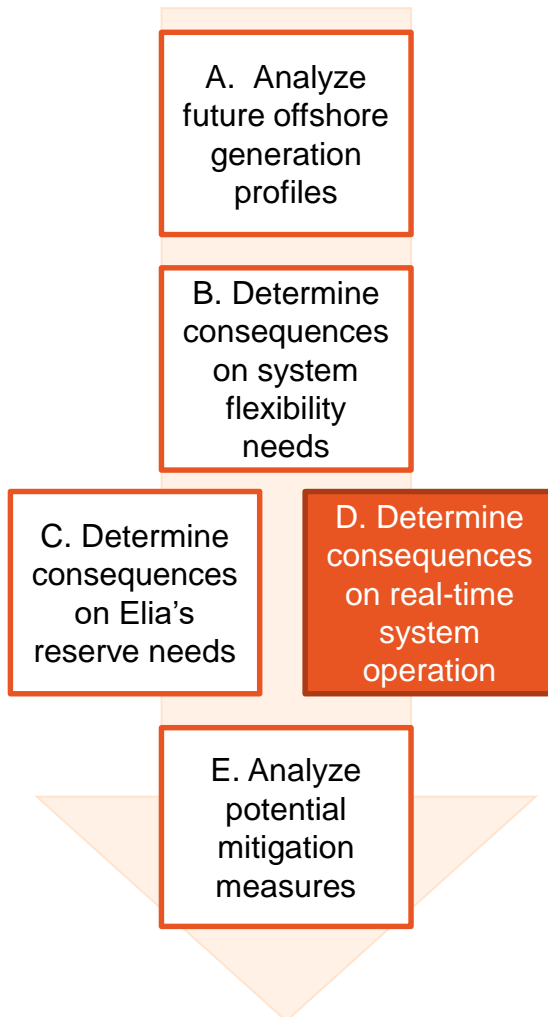 A. Analyze
future offshore
generation
profiles
B. Determine
consequences
on system
flexibility
needs
C. Determine
consequences
on Elia's
reserve needs
D. Determine
consequences
on real-time
system
operation
E. Analyze
potential
mitigation
measures